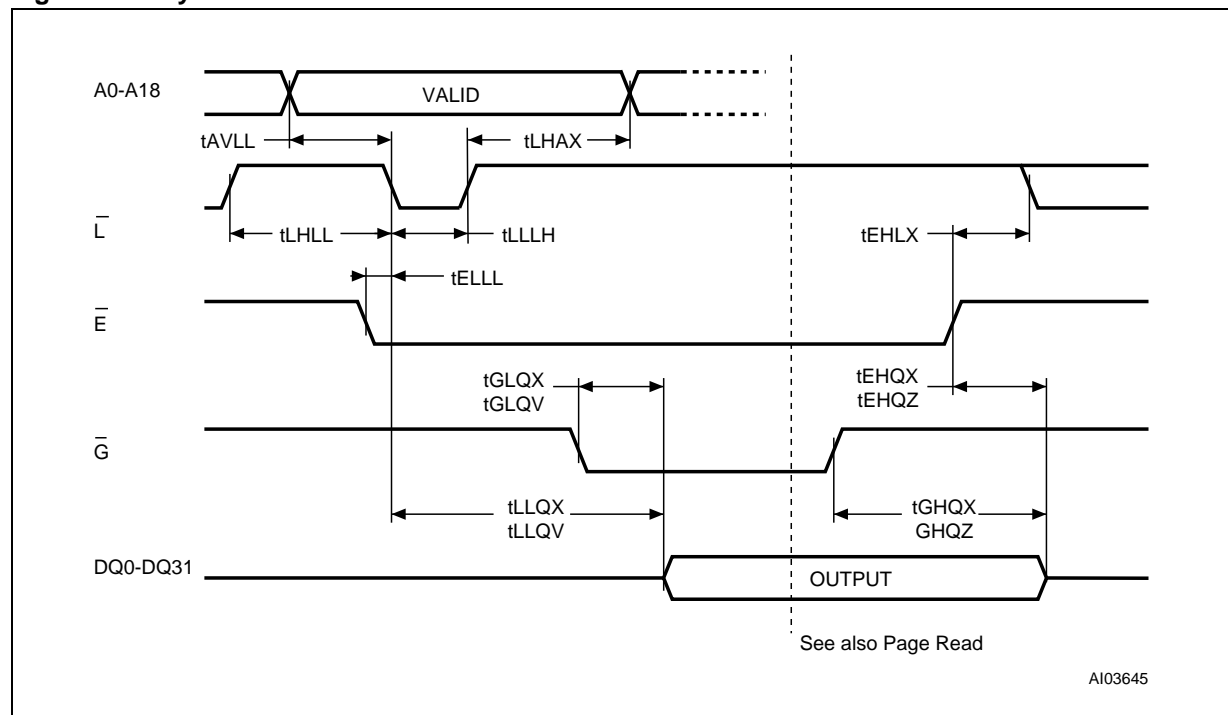 A0-A18
VALID
tAVLL
tLHAX
L
tLHLL
tLLLH
tEHLX
tELLL
E
tGLQX
tGLQV
tEHQX
tEHQZ
G
tLLQX
tLLQV
tGHQX
GHQZ
DQ0-DQ31
OUTPUT
See also Page Read
AI03645